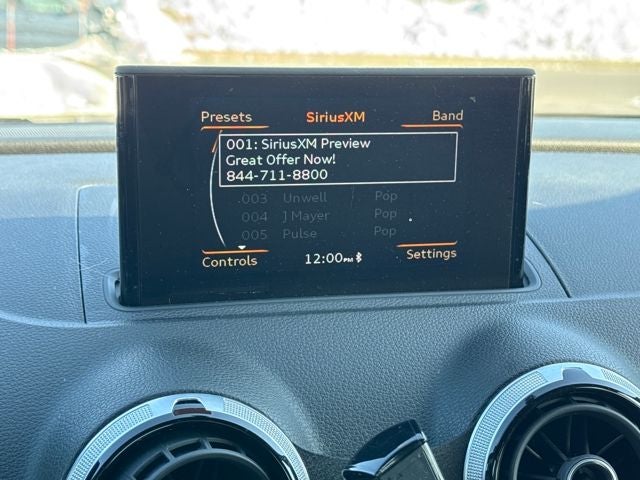 Presets SiriusXM Band
001: SiriusXM Preview
Great Offer Now!
844-711-8800
003 Unwell Pop
004 J Mayer Pop
005 Pulse Pop
Controls 12:00PM Settings